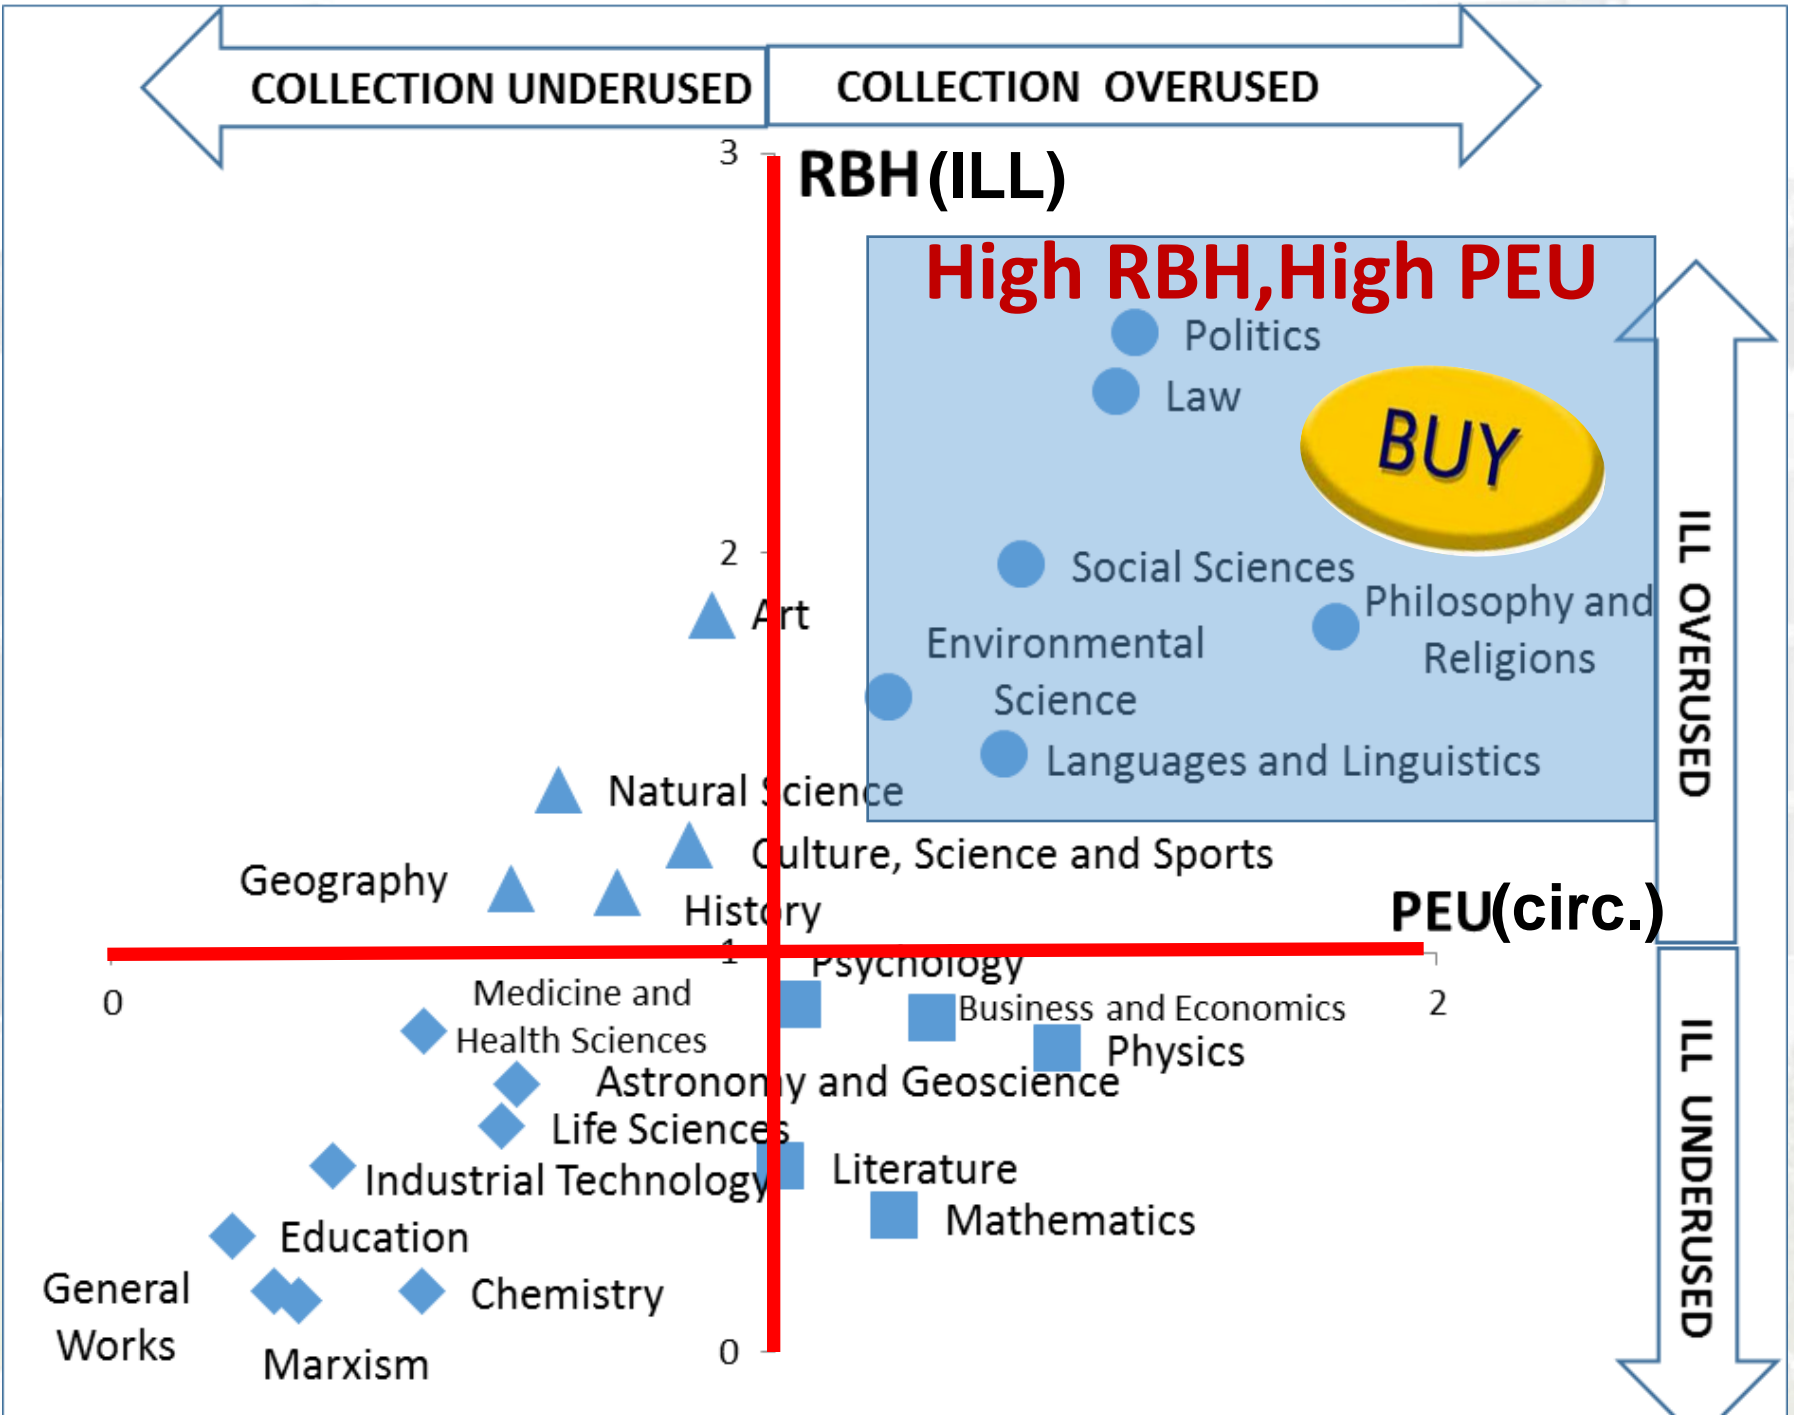 COLLECTION UNDERUSED
COLLECTION OVERUSED
3
RBH (ILL)
High RBH,High PEU
Politics
Law
BUY
2
Social Sciences
Philosophy and
Religions
Art
Environmental
Science
Languages and Linguistics
ILL OVERUSED
Natural Science
Culture, Science and Sports
Geography
History
PEU(circ.)
1
0
2
Psychology
Medicine and
Health Sciences
Business and Economics
Physics
Astronomy and Geoscience
Life Sciences
Industrial Technology
Literature
Mathematics
Education
General
Works
Chemistry
Marxism
0
ILL UNDERUSED